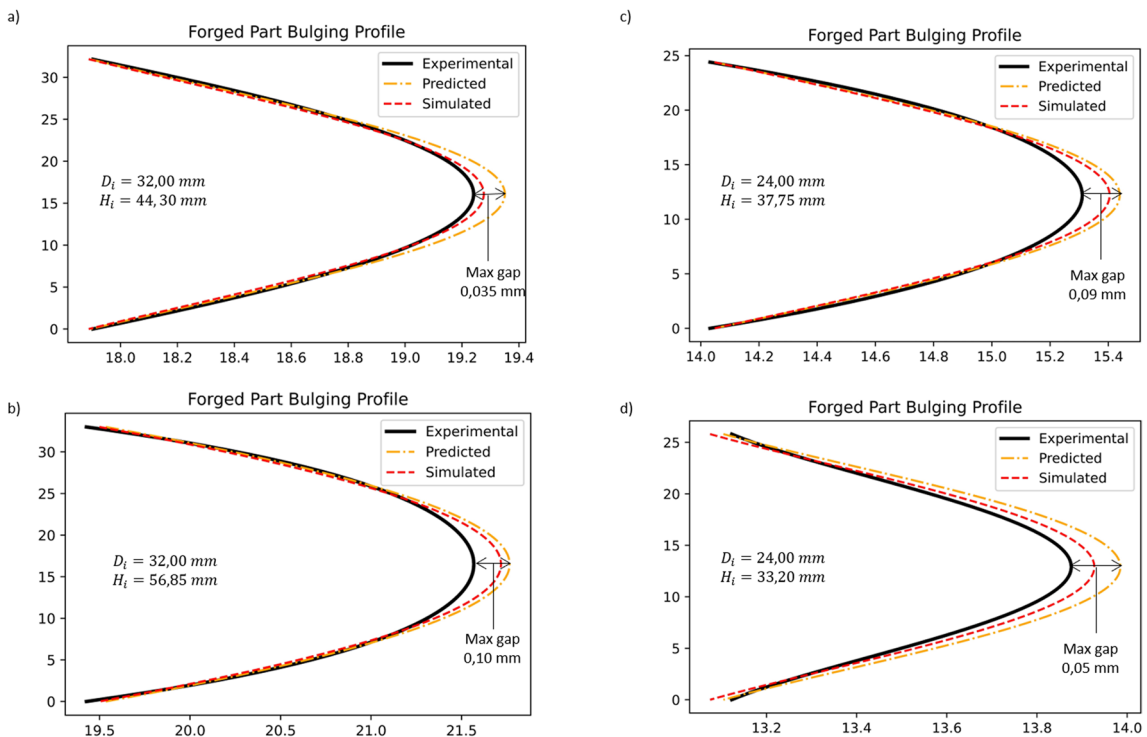 a)
Forged Part Bulging Profile
Experimental
Predicted
Simulated
30
25
20
15
10
5
0
D_i = 32,00 mm
H_i = 44,30 mm
Max gap
0,035 mm
18.0 18.2 18.4 18.6 18.8 19.0 19.2 19.4
c)
Forged Part Bulging Profile
Experimental
Predicted
Simulated
25
20
15
10
5
0
D_i = 24,00 mm
H_i = 37,75 mm
Max gap
0,09 mm
14.0 14.2 14.4 14.6 14.8 15.0 15.2 15.4
b)
Forged Part Bulging Profile
Experimental
Predicted
Simulated
30
25
20
15
10
5
0
D_i = 32,00 mm
H_i = 56,85 mm
Max gap
0,10 mm
19.5 20.0 20.5 21.0 21.5
d)
Forged Part Bulging Profile
Experimental
Predicted
Simulated
25
20
15
10
5
0
D_i = 24,00 mm
H_i = 33,20 mm
Max gap
0,05 mm
13.2 13.4 13.6 13.8 14.0